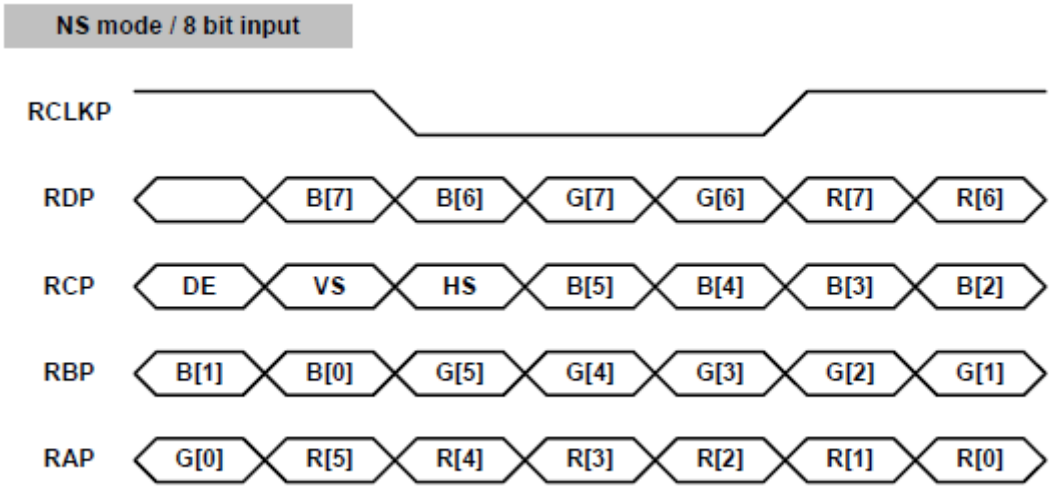 NS mode / 8 bit input
RCLKP
RDP B[7] B[6] G[7] G[6] R[7] R[6]
RCP DE VS HS B[5] B[4] B[3] B[2]
RBP B[1] B[0] G[5] G[4] G[3] G[2] G[1]
RAP G[0] R[5] R[4] R[3] R[2] R[1] R[0]